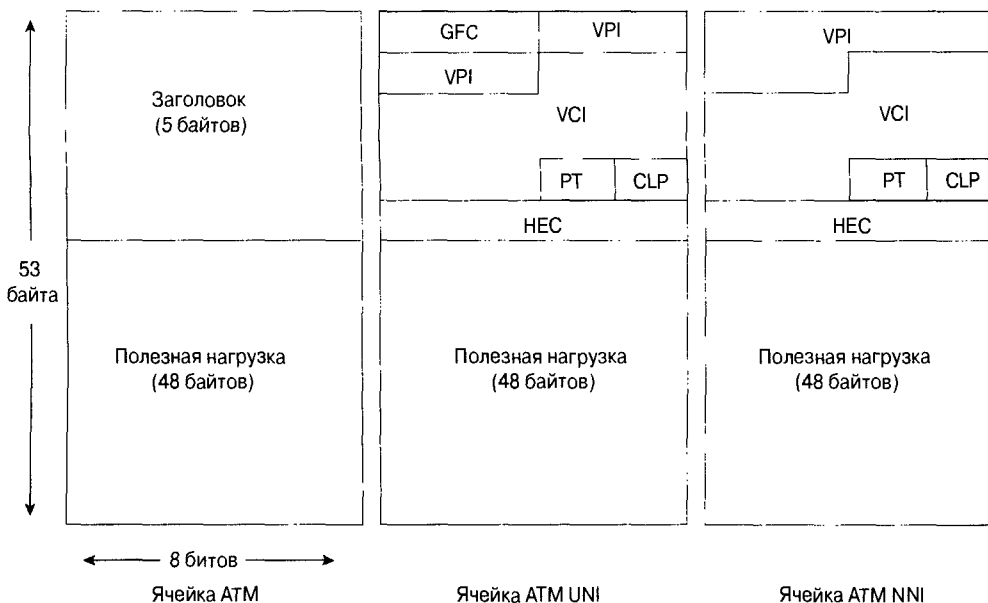 53
байта
Заголовок
(5 байтов)
Полезная нагрузка
(48 байтов)
8 битов
Ячейка ATM
GFC
VPI
VPI
VCI
PT
CLP
HEC
Полезная нагрузка
(48 байтов)
Ячейка ATM UNI
VPI
VCI
PT
CLP
HEC
Полезная нагрузка
(48 байтов)
Ячейка ATM NNI